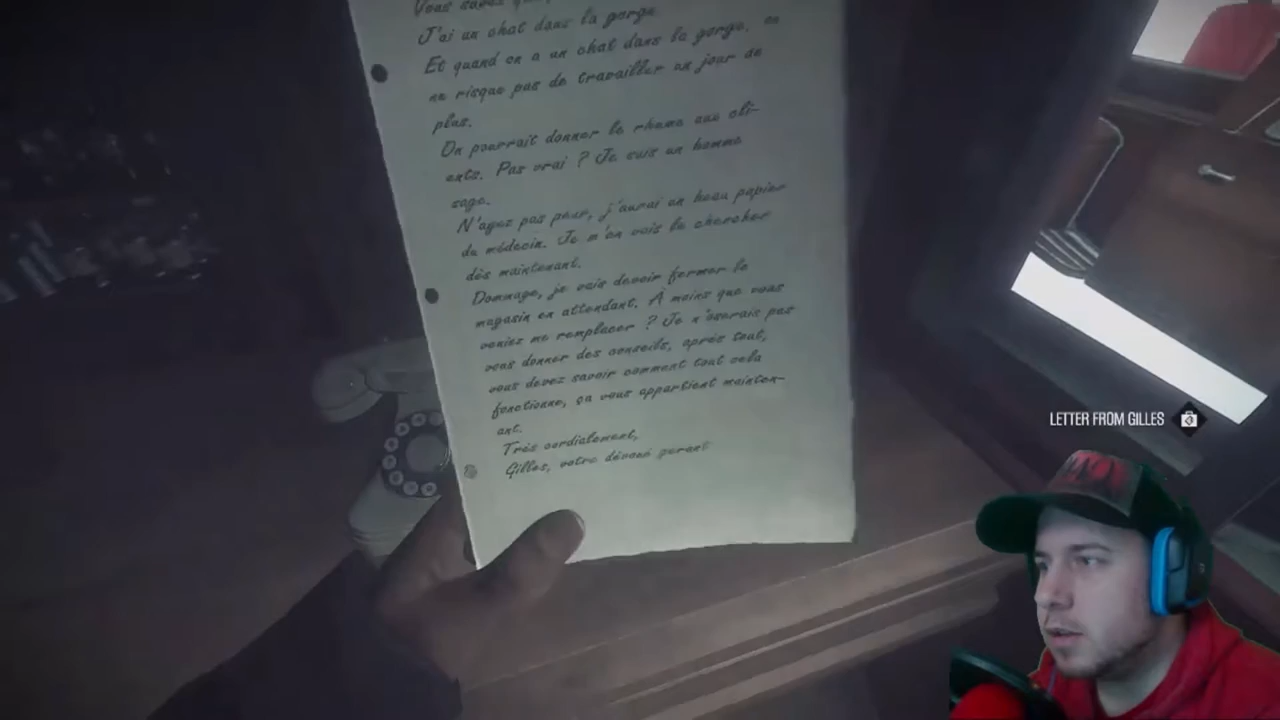 Vous savez
J'ai un chat dans la gorge
Et quand on a un chat dans la gorge, on
ne risque pas de travailler un jour de
plus.
On pourrait donner le rhume aux cli-
ents. Pas vrai ? Je suis un homme
sage.
N'ayez pas peur, j'aurai un beau papier
du médecin. Je m'en vais le chercher
dès maintenant.
Dommage, je vais devoir fermer le
magasin en attendant. À moins que vous
veniez me remplacer ? Je n'oserais pas
vous donner des conseils, après tout,
vous devez savoir comment tout cela
fonctionne, ça vous appartient mainten-
ant.
Très cordialement,
Gilles, votre dévoué gérant
LETTER FROM GILLES